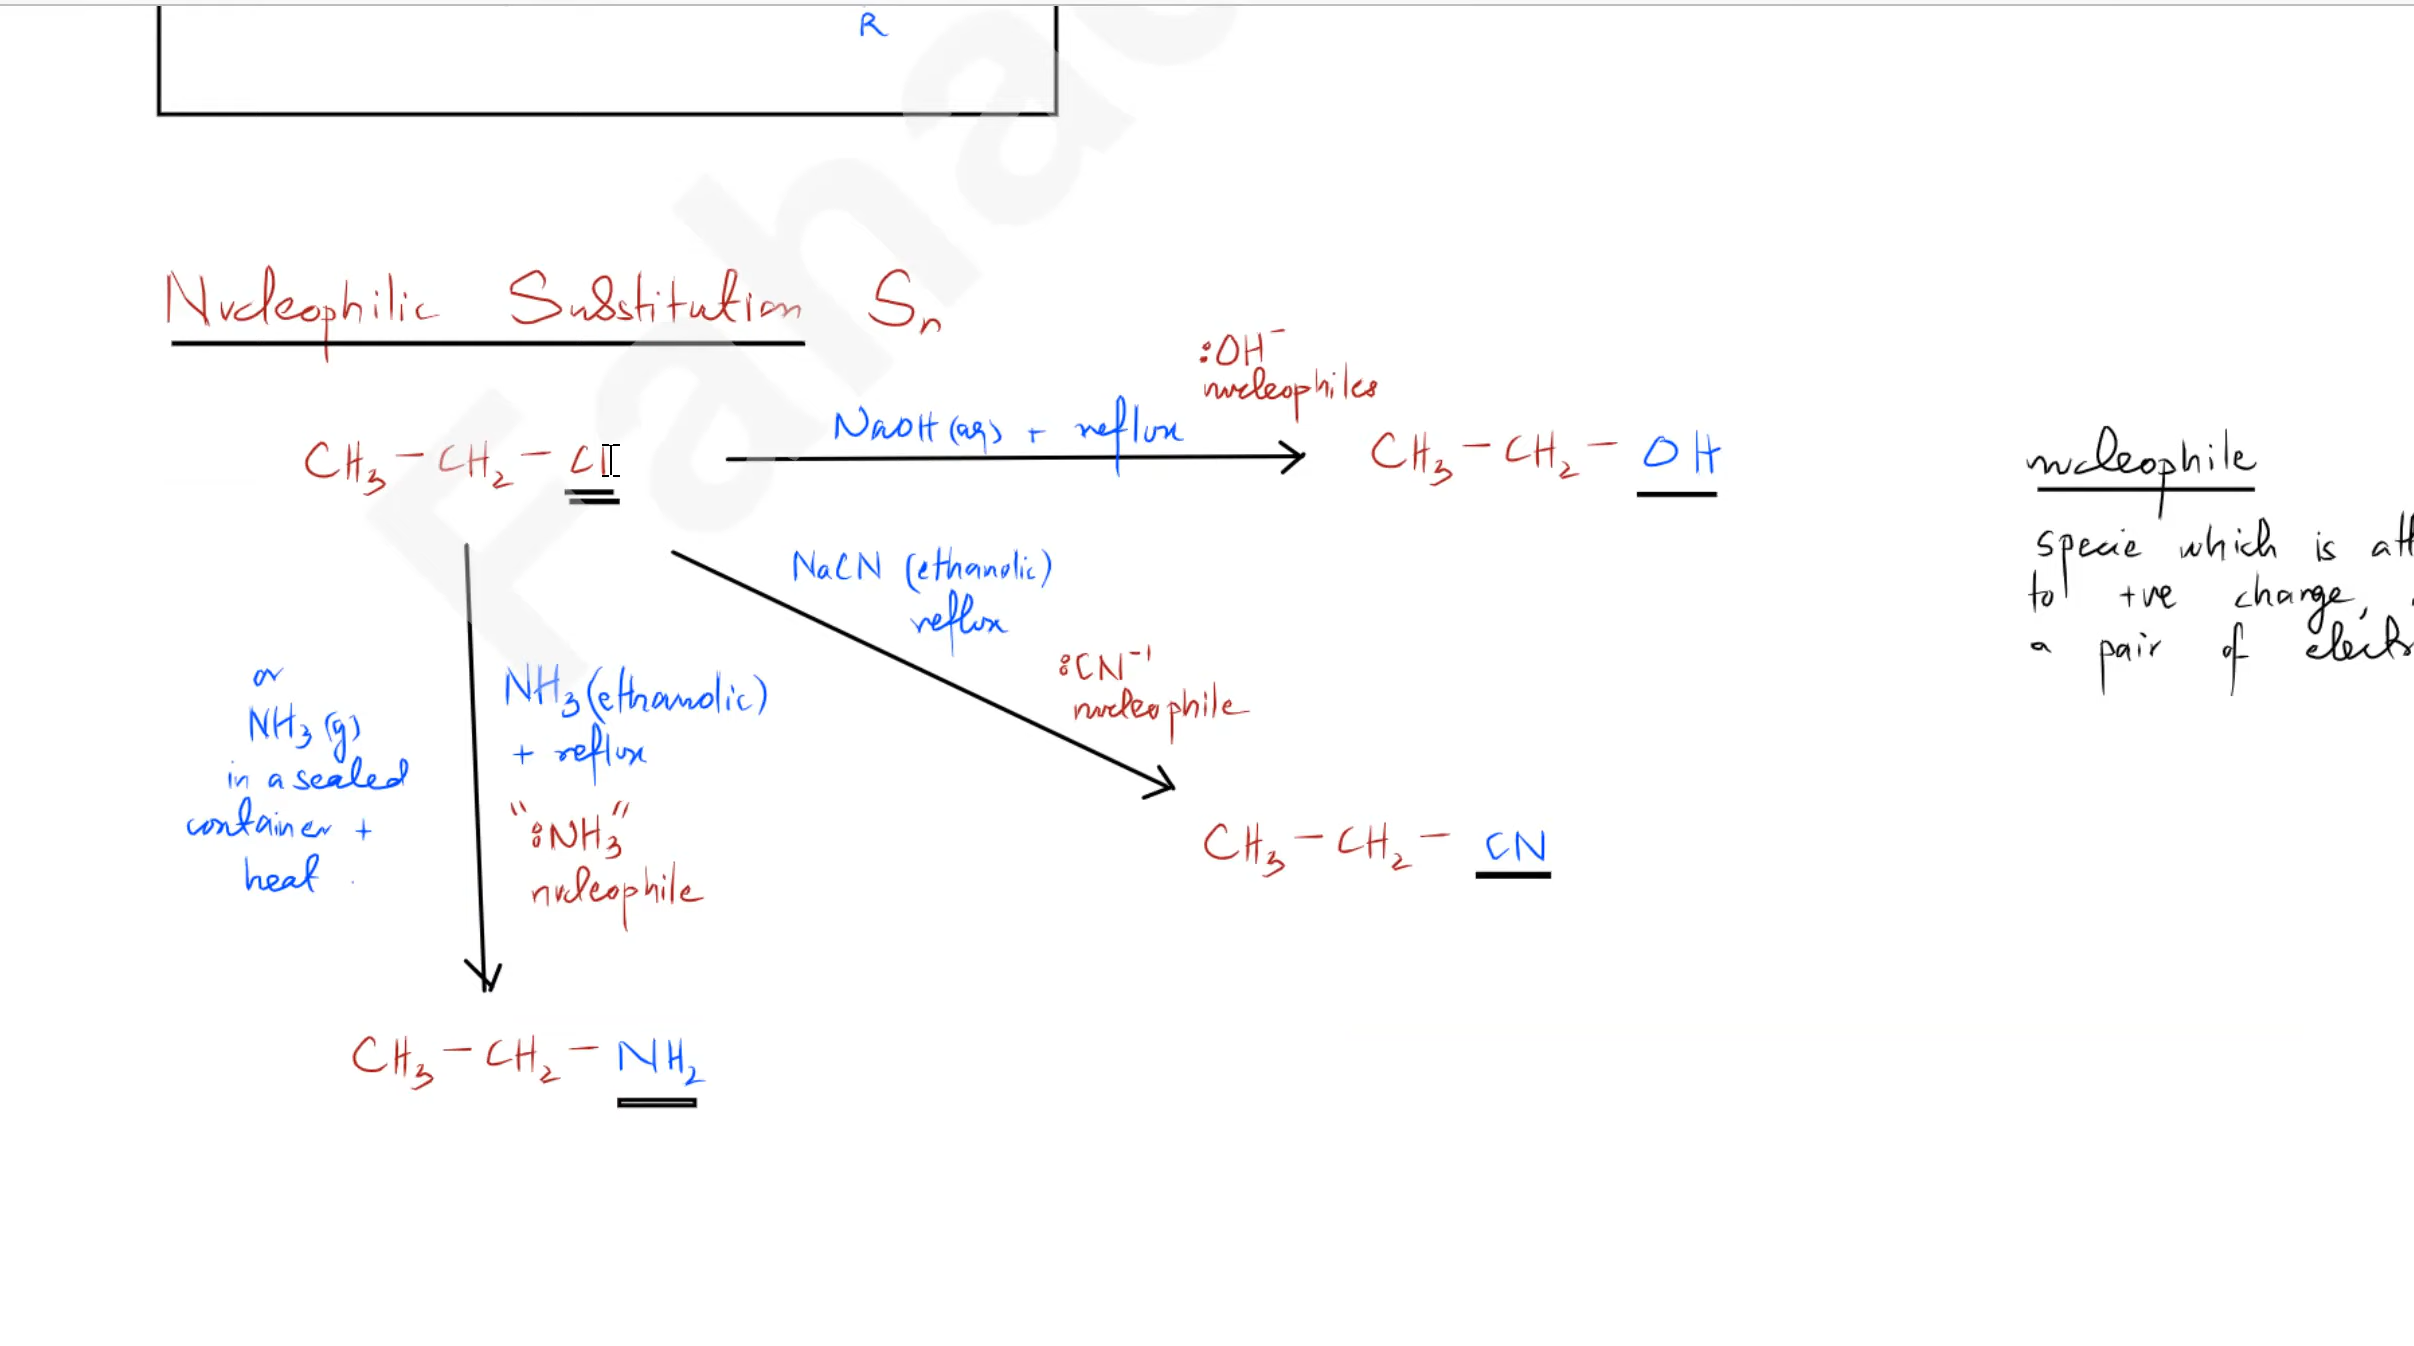 R
Nucleophilic Substitution Sn
:OH⁻
nucleophiles
CH₃ – CH₂ – Cl
NaOH (aq) + reflux
CH₃ – CH₂ – OH
nucleophile
specie which is att
to +ve charge,
a pair of elect
NaCN (ethanolic)
reflux
:CN⁻¹
nucleophile
CH₃ – CH₂ – CN
or
NH₃ (g)
in a sealed
container +
heat
NH₃ (ethanolic)
+ reflux
":NH₃"
nucleophile
CH₃ – CH₂ – NH₂
Faha